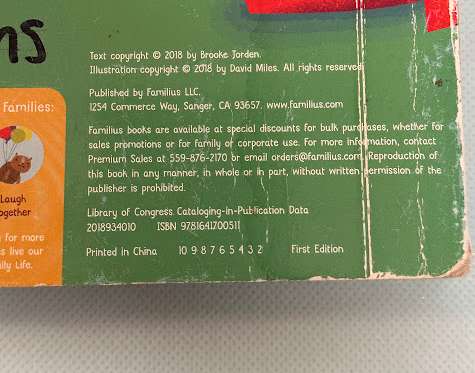 ns
Text copyright © 2018 by Brooke Jorden.
Illustration copyright © 2018 by David Miles. All rights reserved
Published by Familius LLC.
1254 Commerce Way, Sanger, CA 93657. www.familius.com
Familius books are available at special discounts for bulk purchases, whether for
sales promotions or for family or corporate use. For more information, contact
Premium Sales at 559-876-2170 or email orders@familius.com. Reproduction of
this book in any manner, in whole or in part, without written permission of the
publisher is prohibited.
Library of Congress Cataloging-in-Publication Data
2018934010 ISBN 9781641700511
Printed in China 10 9 8 7 6 5 4 3 2 First Edition
Families:
Laugh
ogether
for more
s live our
ily Life.